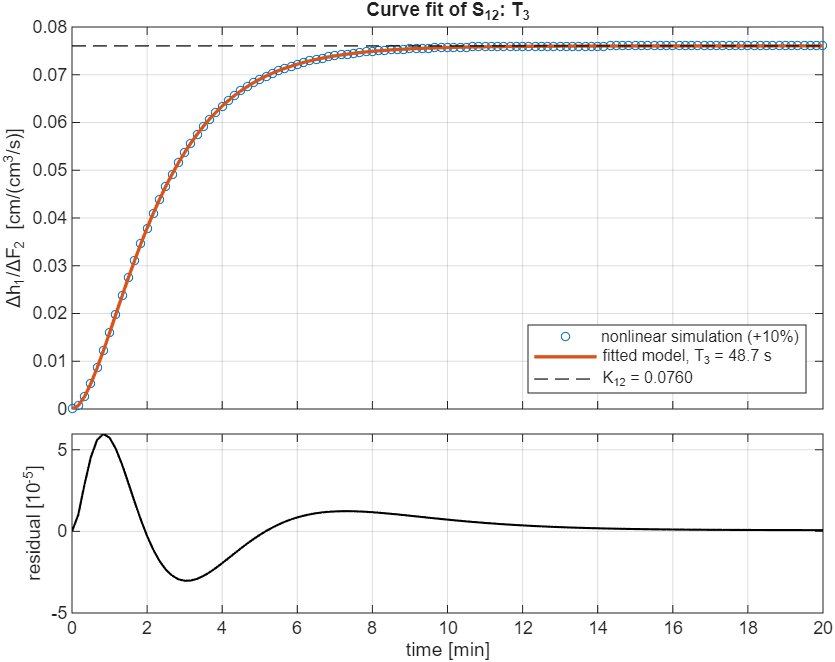 Curve fit of S₁₂: T₃
Δh₁/ΔF₂ [cm/(cm³/s)]
0.08
0.07
0.06
0.05
0.04
0.03
0.02
0.01
0
nonlinear simulation (+10%)
fitted model, T₃ = 48.7 s
K₁₂ = 0.0760
residual [10⁻⁵]
5
0
-5
0 2 4 6 8 10 12 14 16 18 20
time [min]